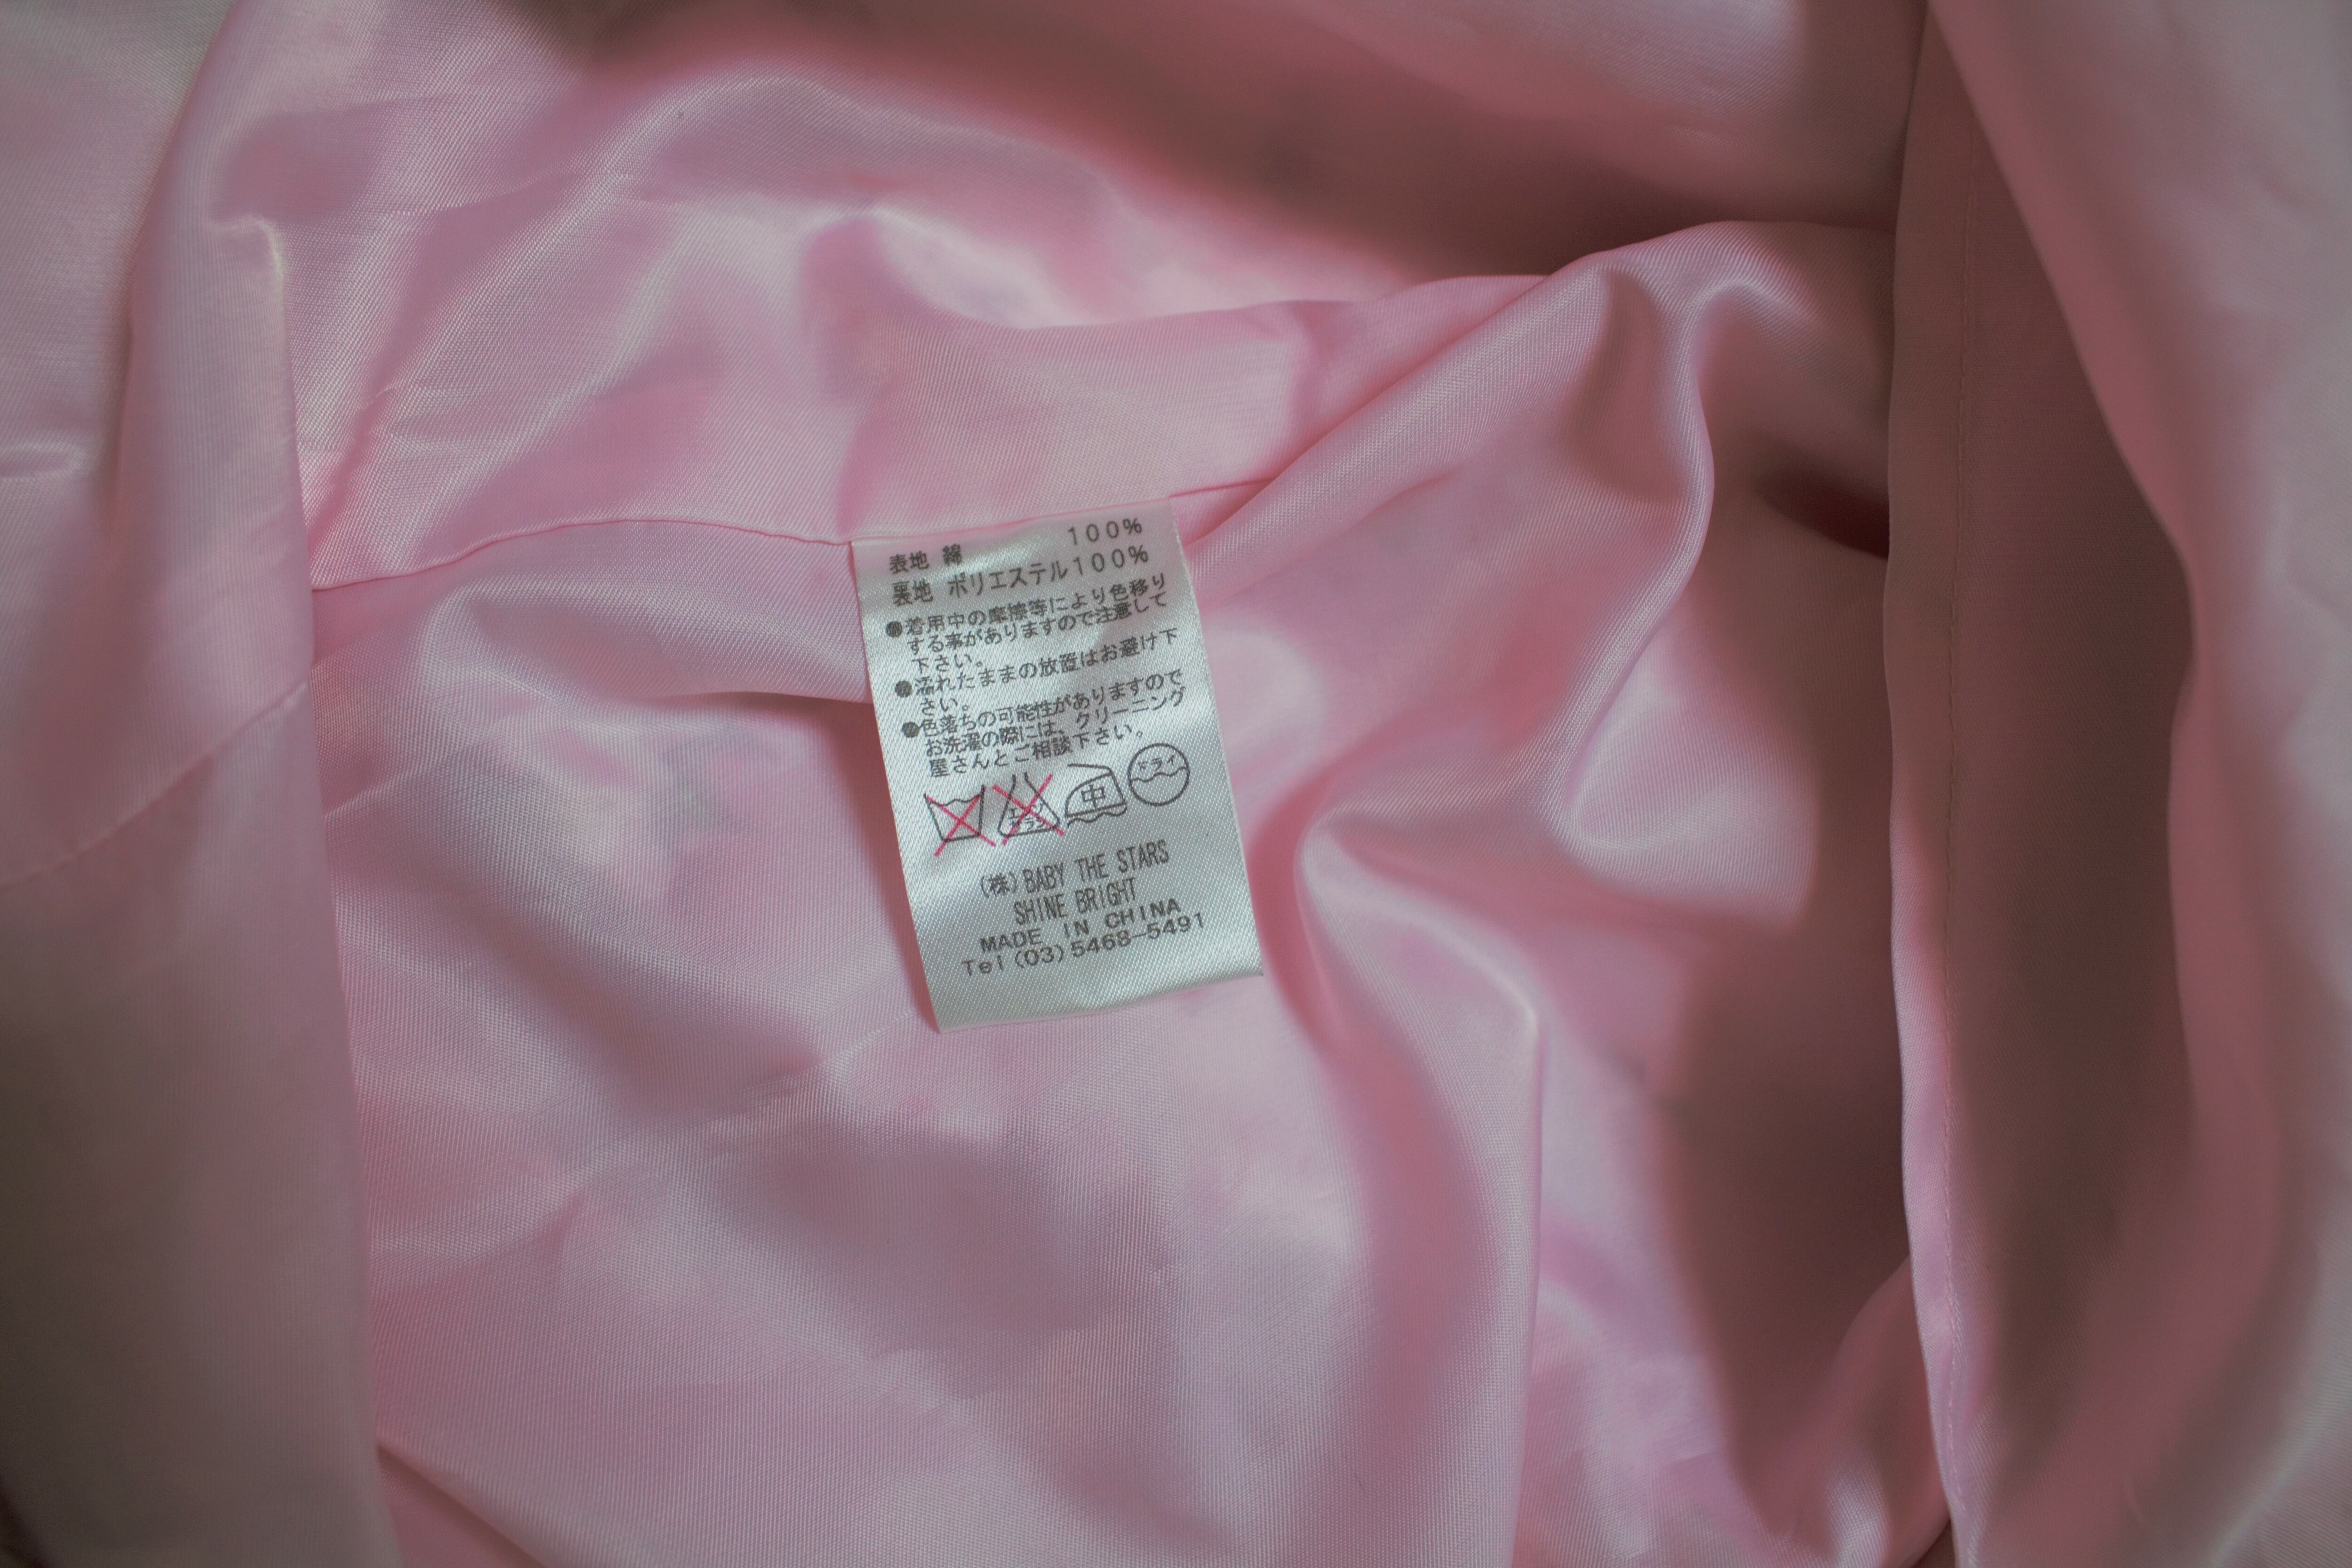 表地 綿 100%
裏地 ポリエステル100%
●着用中の摩擦等により色移り
する事がありますので注意して
下さい。
●濡れたままの放置はお避け下
さい。
●色落ちの可能性がありますので
お洗濯の際には、クリーニング
屋さんとご相談下さい。
エンソ
サラシ
中
ドライ
(株)BABY THE STARS
SHINE BRIGHT
MADE IN CHINA
Tel(03)5468-5491